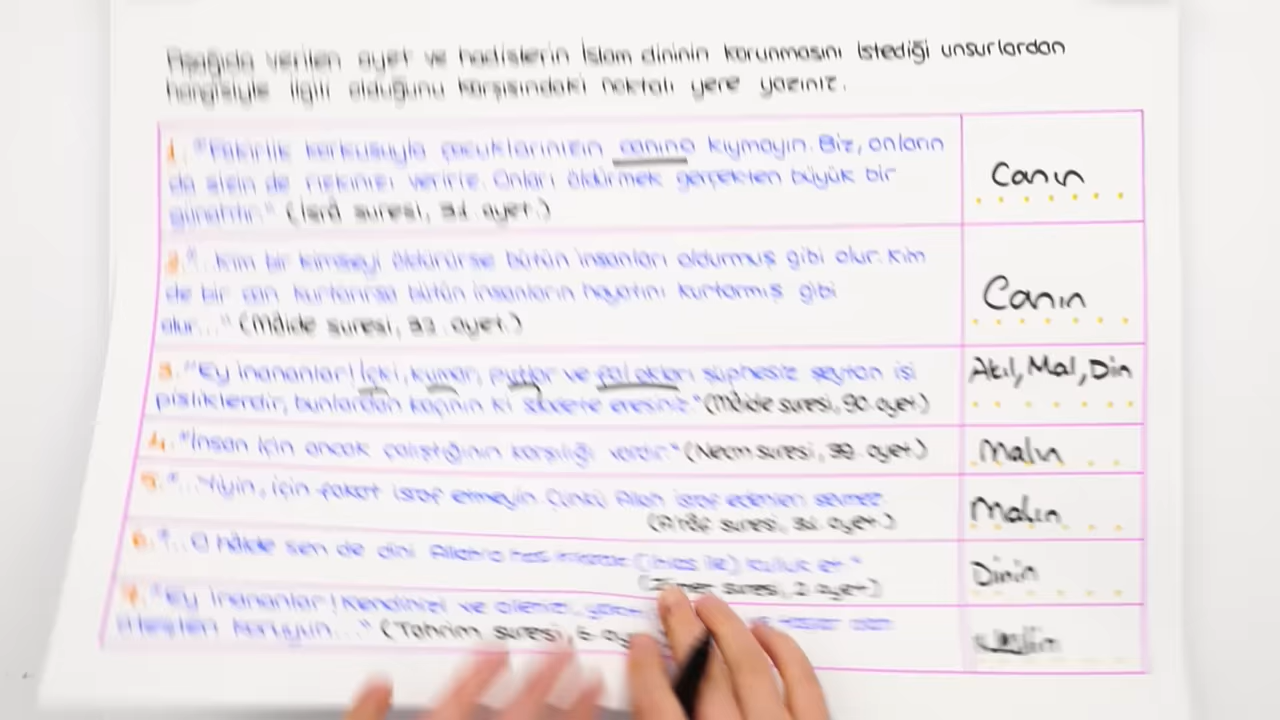 Aşağıda verilen ayet ve hadislerin İslam dininin korunmasını istediği unsurlardan
hangisiyle ilgili olduğunu karşısındaki noktalı yere yazınız.
1. "Fakirlik korkusuyla çocuklarınızın canına kıymayın. Biz, onların
da sizin de rızkınızı veririz. Onları öldürmek gerçekten büyük bir
günahtır." (İsrâ suresi, 31. ayet.)
Canın
2. "...Kim bir kimseyi öldürürse bütün insanları öldürmüş gibi olur. Kim
de bir can kurtarırsa bütün insanların hayatını kurtarmış gibi
olur..." (Mâide suresi, 32. ayet.)
Canın
3. "Ey inananlar! İçki, kumar, putlar ve fal okları şüphesiz şeytan işi
pisliklerdir, bunlardan kaçının ki saadete eresiniz." (Mâide suresi, 90. ayet.)
Akıl, Mal, Din
4. "İnsan için ancak çalıştığının karşılığı vardır." (Necm suresi, 39. ayet.)
Malın
5. "...Yiyin, için fakat israf etmeyin. Çünkü Allah israf edenleri sevmez."
(A'râf suresi, 31. ayet.)
Malın
6. "...O hâlde sen de dini Allah'a has kılarak (ihlas ile) kulluk et."
(Zümer suresi, 2. ayet.)
Dinin
7. "Ey inananlar! Kendinizi ve ailenizi, olan
ateşten koruyun..." (Tahrim suresi, 6.
Neslin